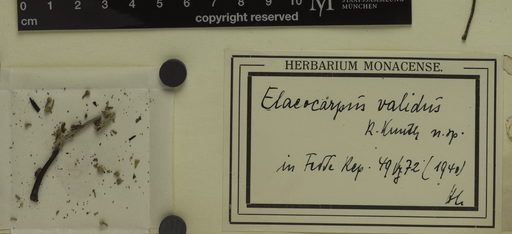 0 1 2 3 4 5 6 7 8 9 10
cm
copyright reserved
M STAATSSAMMLUNG
MÜNCHEN
HERBARIUM MONACENSE.
Elaeocarpus validus
R. Knuth n. sp.
in Fedde Rep. 49 72 (1940)